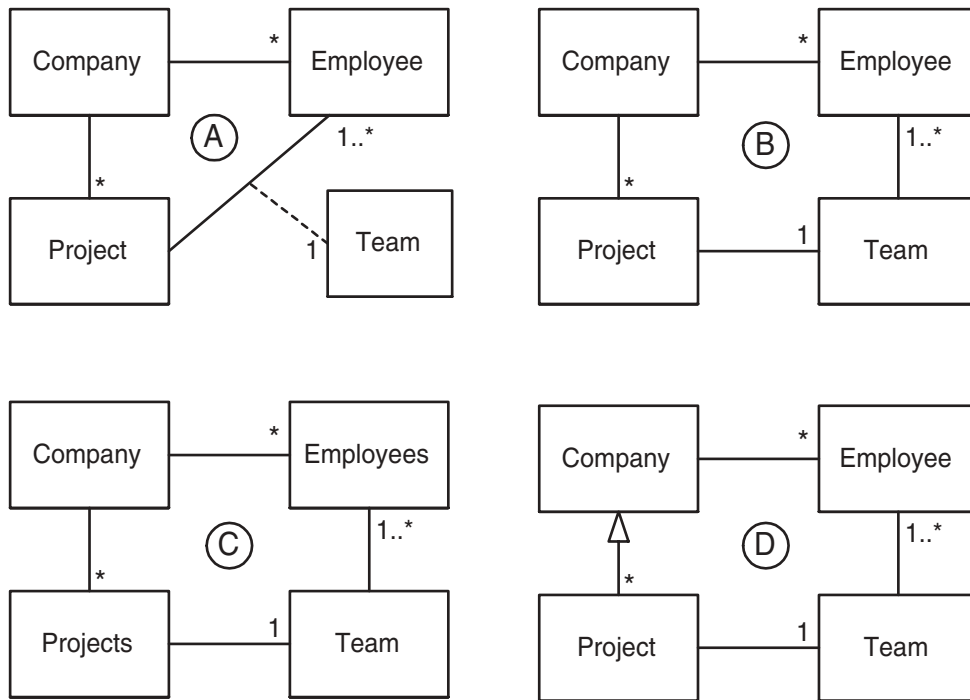 Company * Employee
A 1..*
*
Project 1 Team
Company * Employee
B 1..*
*
Project 1 Team
Company * Employees
C 1..*
*
Projects 1 Team
Company * Employee
D 1..*
*
Project 1 Team